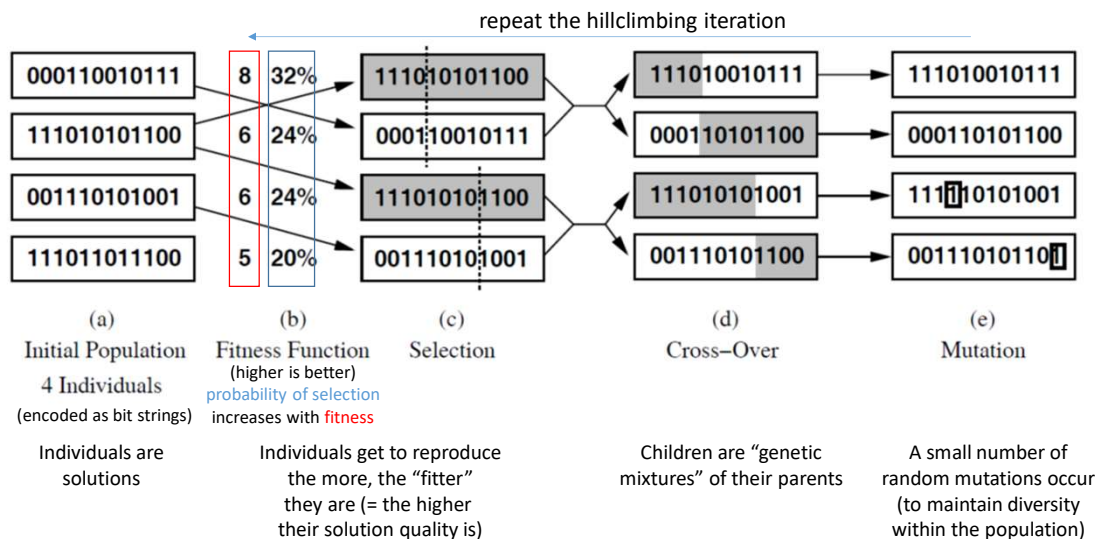 repeat the hillclimbing iteration
000110010111 8 32% 111010101100 111010010111 111010010111
111010101100 6 24% 000110010111 000110101100 000110101100
001110101001 6 24% 111010101100 111010101001 111110101001
111011011100 5 20% 001110101001 001110101100 001110101101
(a) (b) (c) (d) (e)
Initial Population Fitness Function Selection Cross−Over Mutation
4 Individuals
(encoded as bit strings)
(higher is better)
probability of selection
increases with fitness
Individuals are
solutions
Individuals get to reproduce
the more, the “fitter”
they are (= the higher
their solution quality is)
Children are “genetic
mixtures” of their parents
A small number of
random mutations occur
(to maintain diversity
within the population)